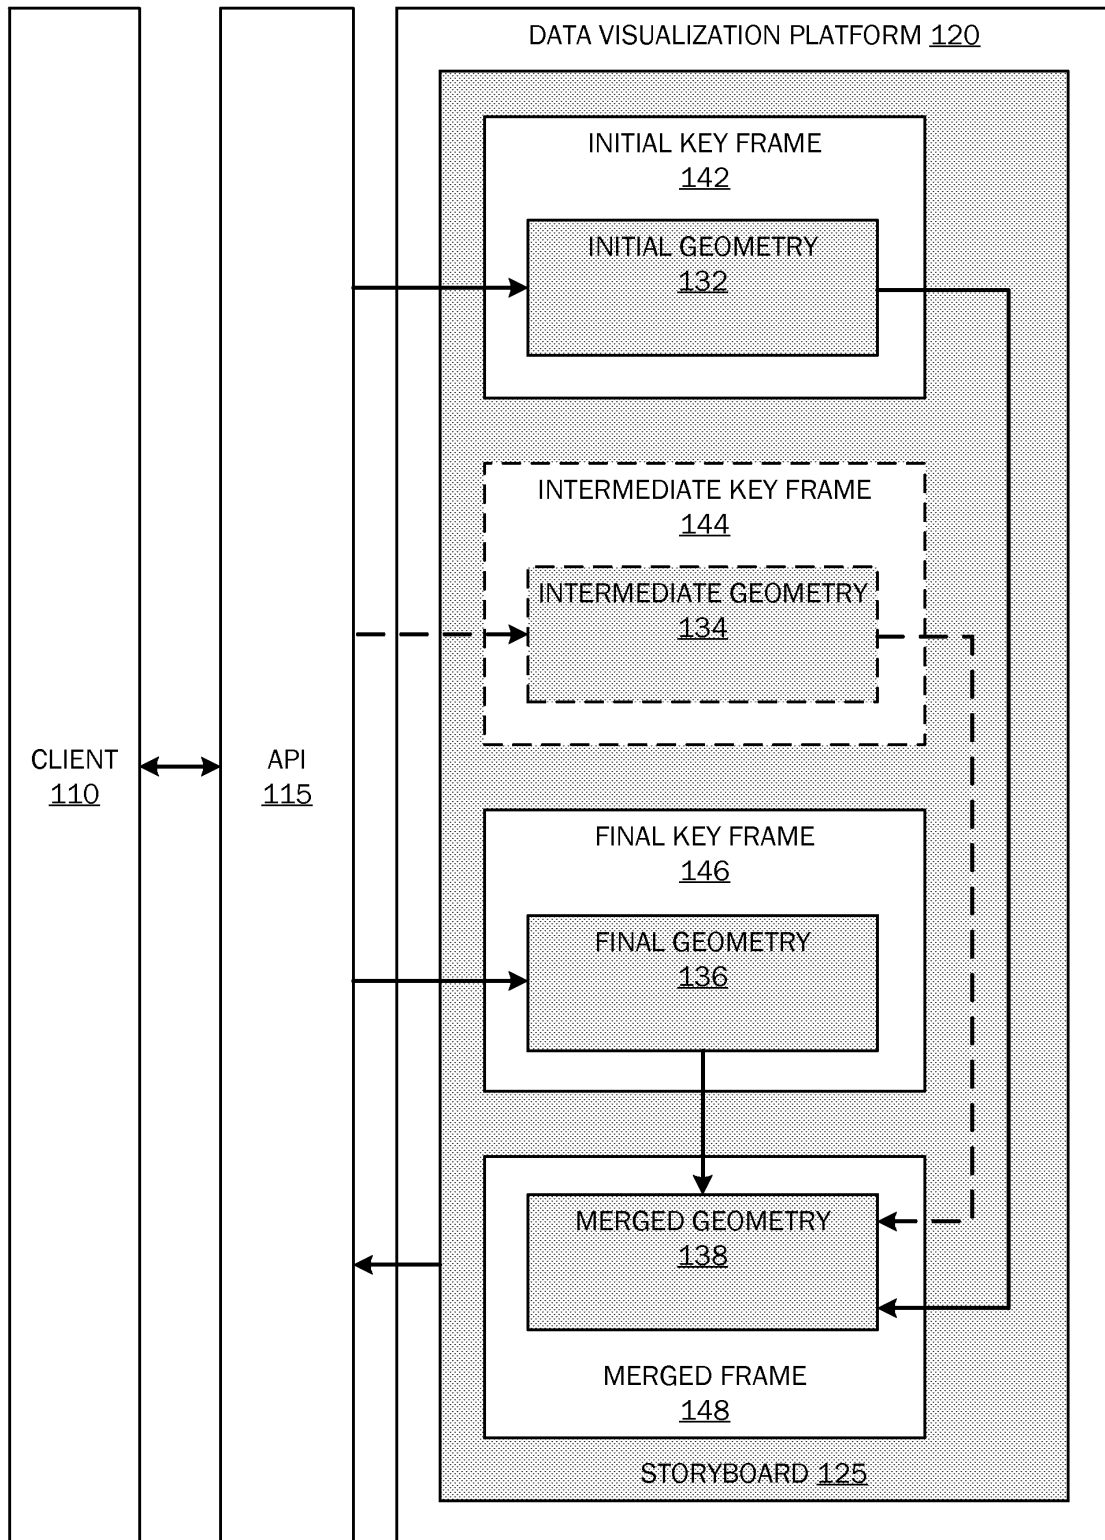 DATA VISUALIZATION PLATFORM 120
INITIAL KEY FRAME
142
INITIAL GEOMETRY
132
INTERMEDIATE KEY FRAME
144
INTERMEDIATE GEOMETRY
134
CLIENT
110
API
115
FINAL KEY FRAME
146
FINAL GEOMETRY
136
MERGED GEOMETRY
138
MERGED FRAME
148
STORYBOARD 125